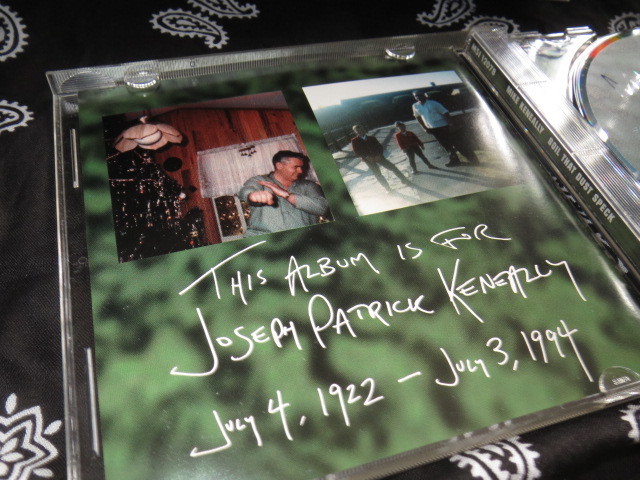 THIS ALBUM IS FOR
JOSEPH PATRICK KENEALLY
JULY 4, 1922 – JULY 3, 1994
MIKE KENEALLY BOIL THAT DUST SPECK